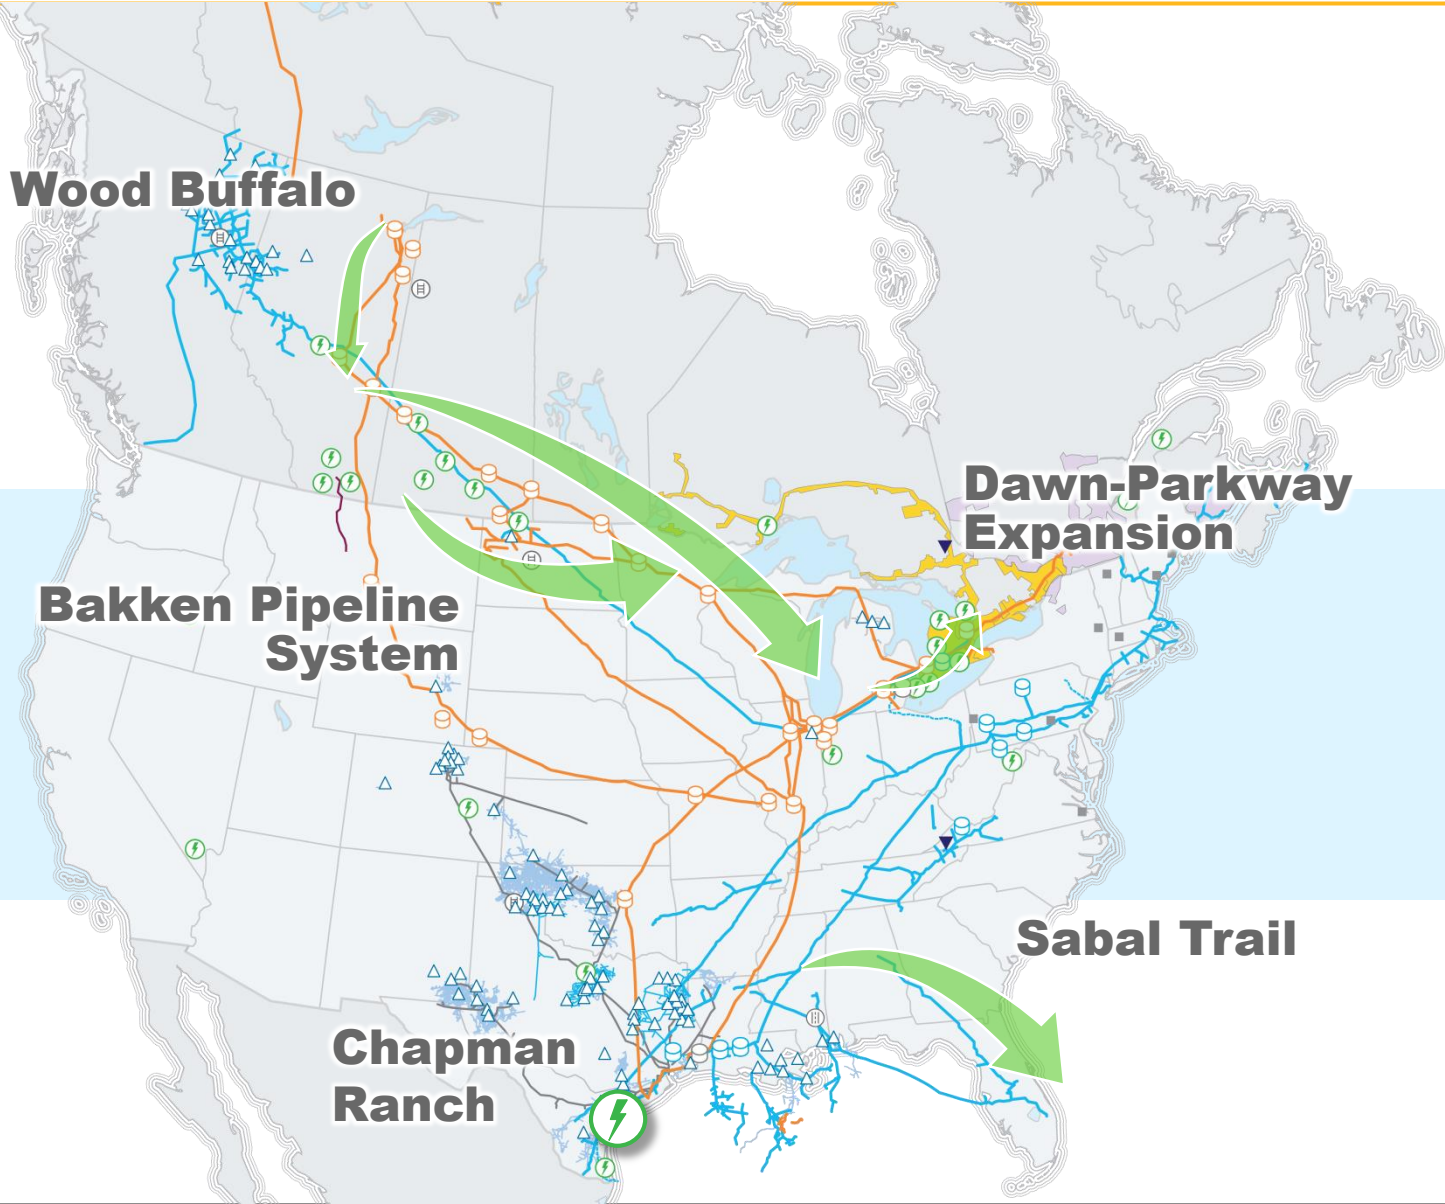 Wood Buffalo
Dawn-Parkway
Expansion
Bakken Pipeline
System
Sabal Trail
Chapman
Ranch